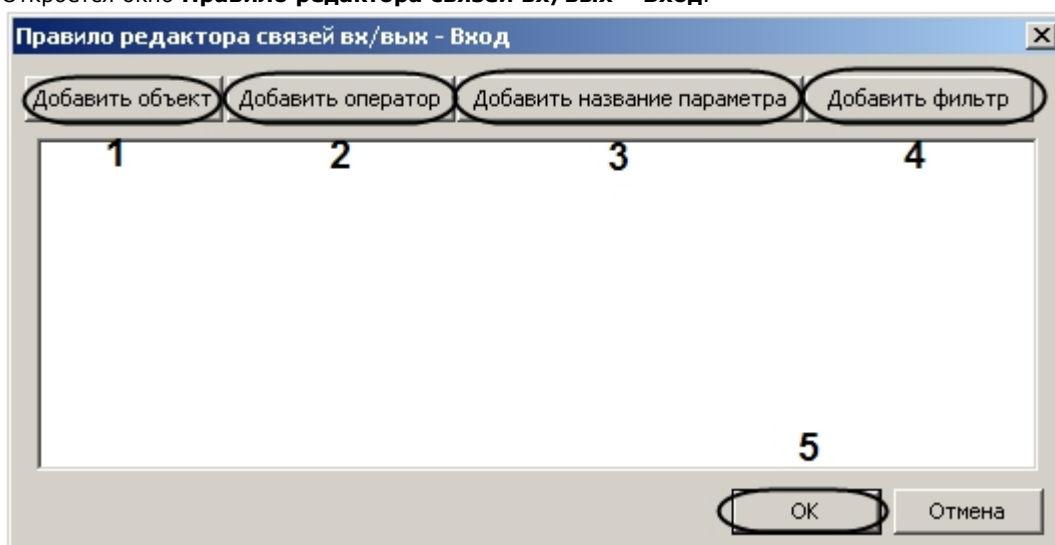 Откроется окно Правило редактора связей вх/вых – Вход.
Правило редактора связей вх/вых - Вход
Добавить объект Добавить оператор Добавить название параметра Добавить фильтр
1 2 3 4
5
OK Отмена